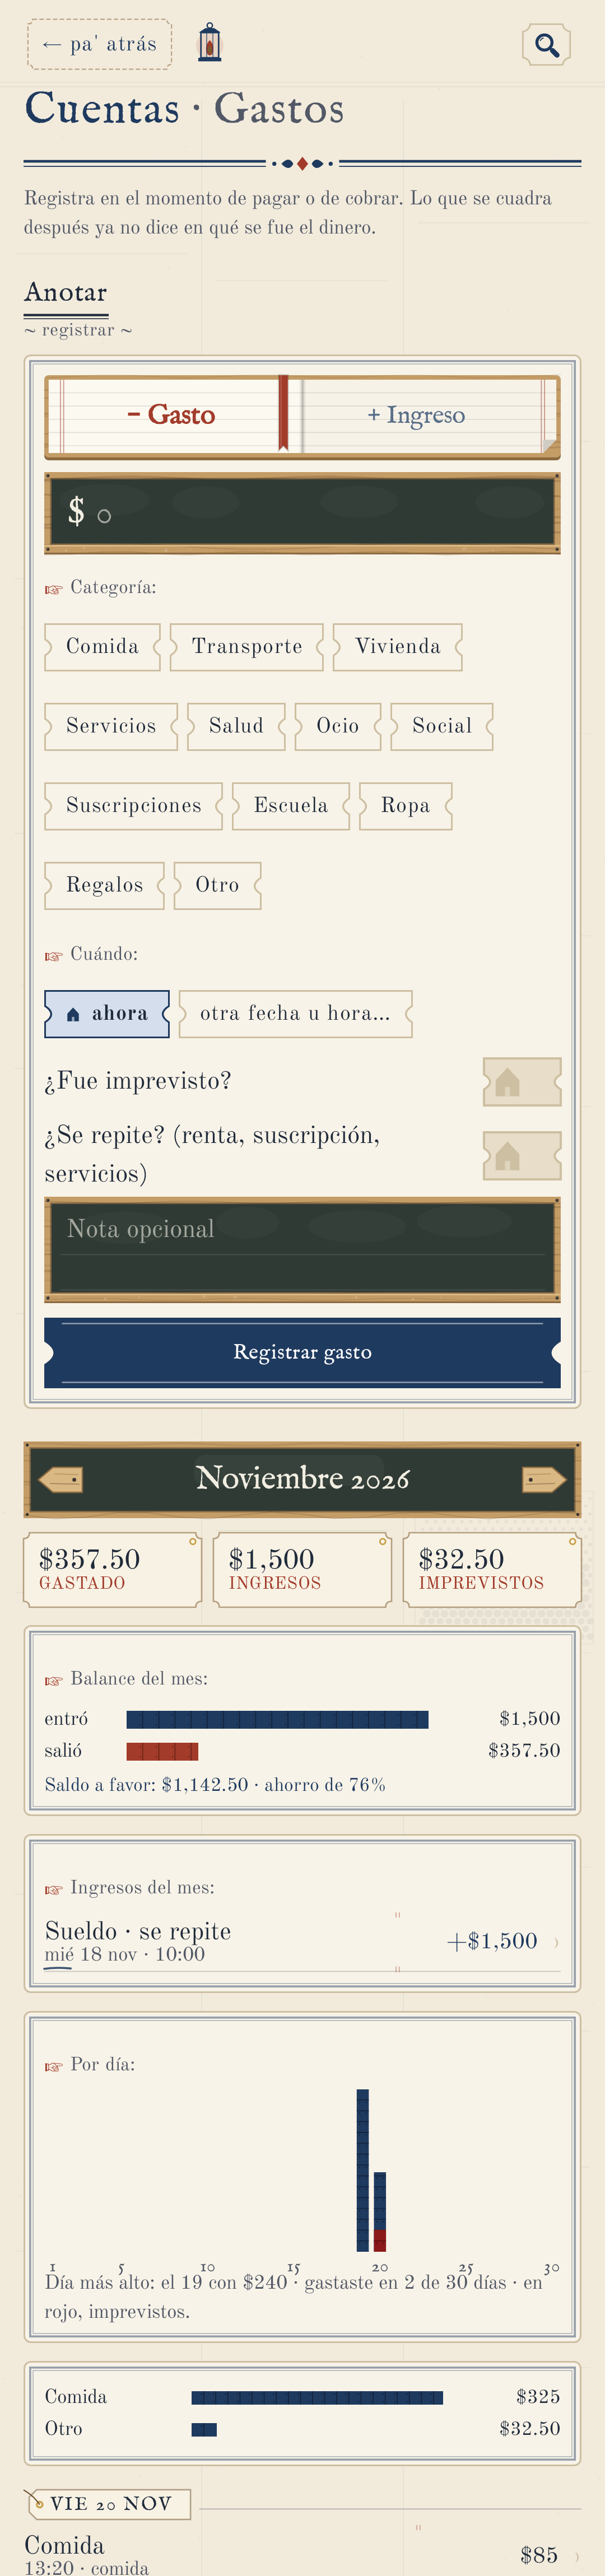 ← pa' atrás
Cuentas · Gastos
Registra en el momento de pagar o de cobrar. Lo que se cuadra
después ya no dice en qué se fue el dinero.
Anotar
~ registrar ~
− Gasto
+ Ingreso
$ 0
☞ Categoría:
Comida
Transporte
Vivienda
Servicios
Salud
Ocio
Social
Suscripciones
Escuela
Ropa
Regalos
Otro
☞ Cuándo:
ahora
otra fecha u hora...
¿Fue imprevisto?
¿Se repite? (renta, suscripción,
servicios)
Nota opcional
Registrar gasto
Noviembre 2026
$357.50
GASTADO
$1,500
INGRESOS
$32.50
IMPREVISTOS
☞ Balance del mes:
entró $1,500
salió $357.50
Saldo a favor: $1,142.50 · ahorro de 76%
☞ Ingresos del mes:
Sueldo · se repite
mié 18 nov · 10:00
+$1,500
☞ Por día:
1 5 10 15 20 25 30
Día más alto: el 19 con $240 · gastaste en 2 de 30 días · en
rojo, imprevistos.
Comida $325
Otro $32.50
VIE 20 NOV
Comida
13:20 · comida
$85